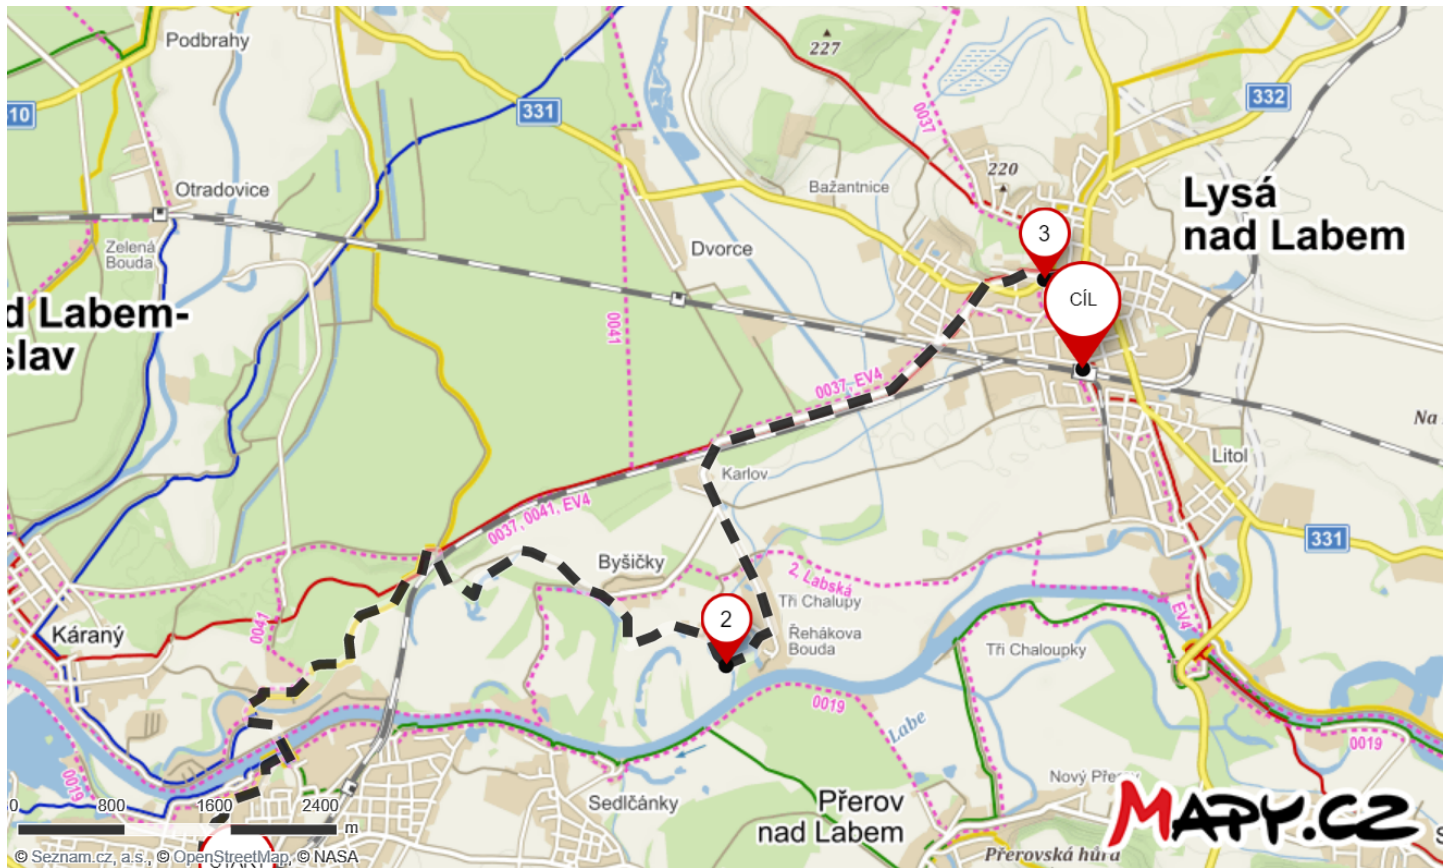 Podbrahy
227
10
331
332
0037
220
Otradovice
Bažantnice
Lysá
nad Labem
Zelená
Bouda
Dvorce
3
CÍL
d Labem-
slav
0041
0037, EV4
Na
Litol
Karlov
0037, 0041, EV4
331
Byšičky
2, Labská
Tři Chalupy
EV4
2
Řehákova
Bouda
Káraný
0041
Tři Chaloupky
0019
Labe
0019
0019
Nový Přerov
0 800 1600 2400
m
Sedlčánky
Přerov
nad Labem
MAPY.CZ
Přerovská hůra
© Seznam.cz, a.s., © OpenStreetMap, © NASA